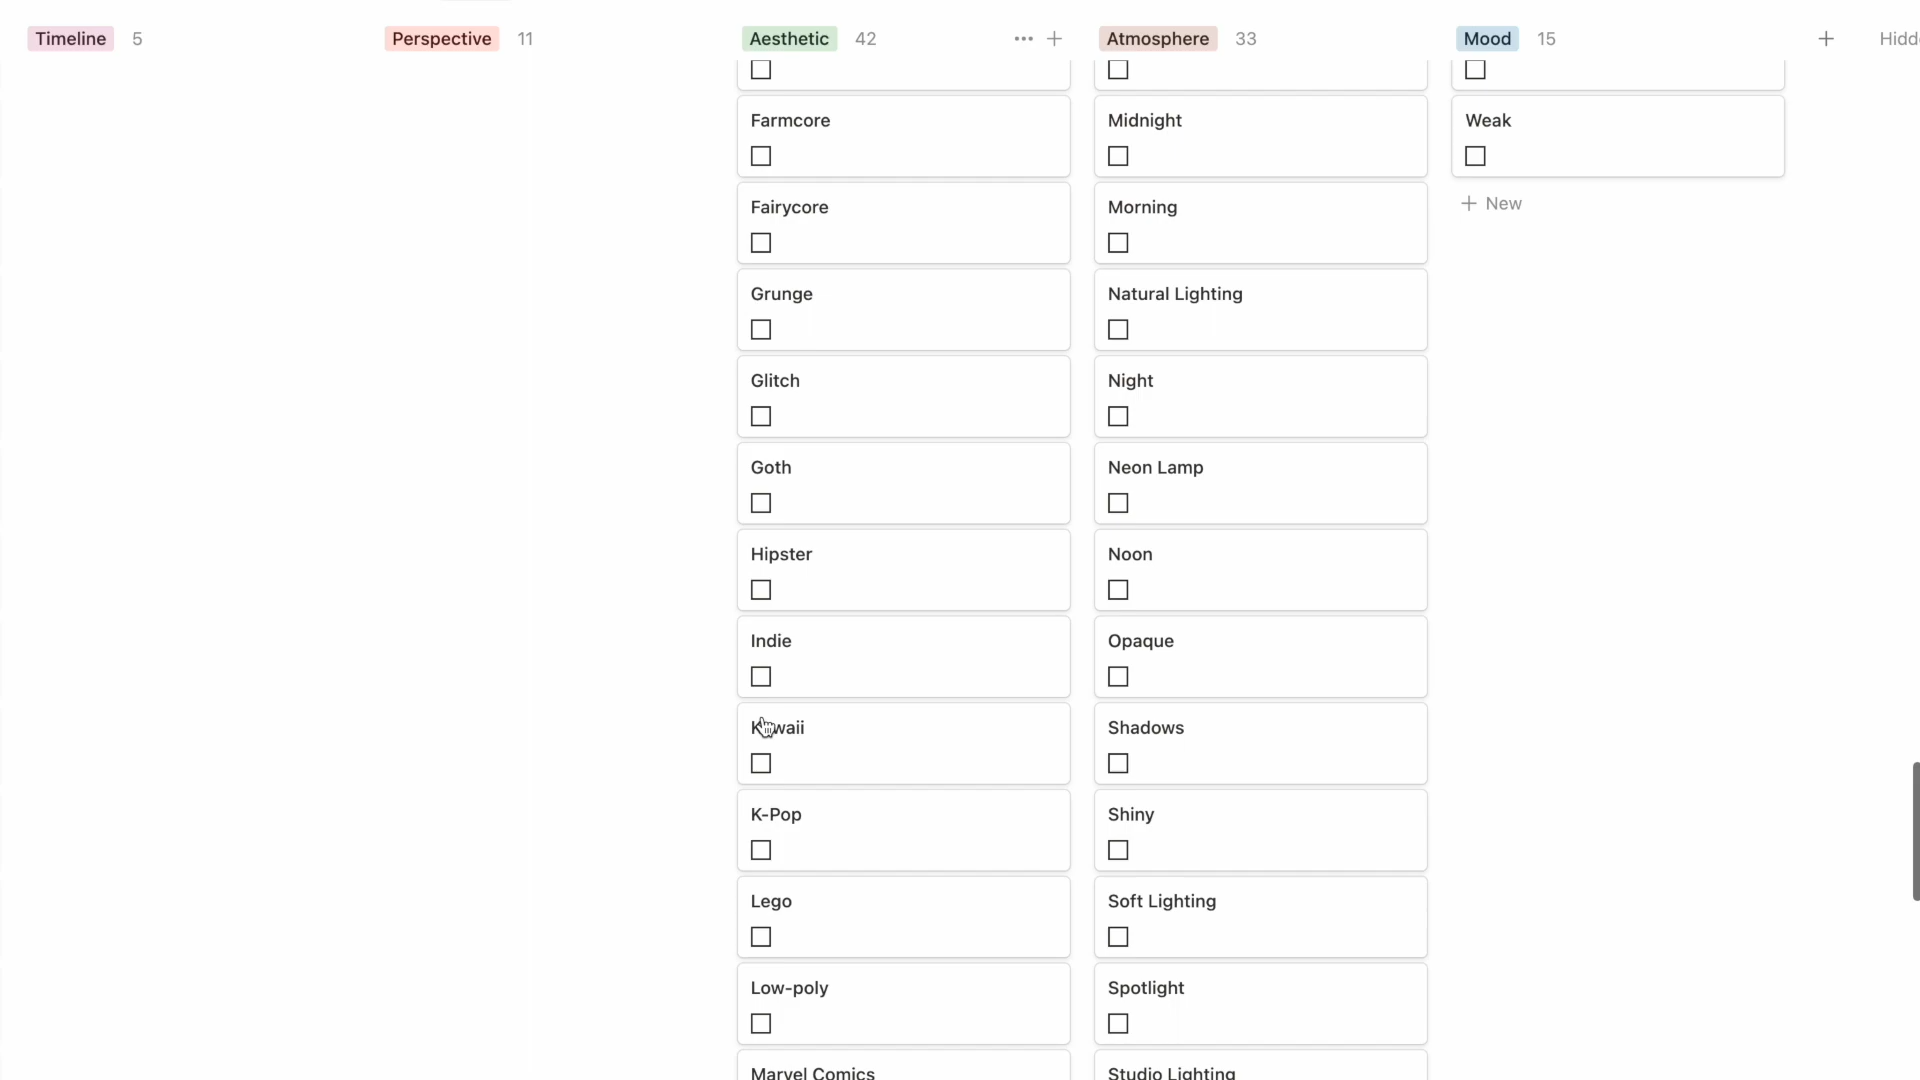 Timeline 5
Perspective 11
Aesthetic 42
Farmcore
Fairycore
Grunge
Glitch
Goth
Hipster
Indie
Kawaii
K-Pop
Lego
Low-poly
Marvel Comics
Atmosphere 33
Midnight
Morning
Natural Lighting
Night
Neon Lamp
Noon
Opaque
Shadows
Shiny
Soft Lighting
Spotlight
Studio Lighting
Mood 15
Weak
+ New
Hidd